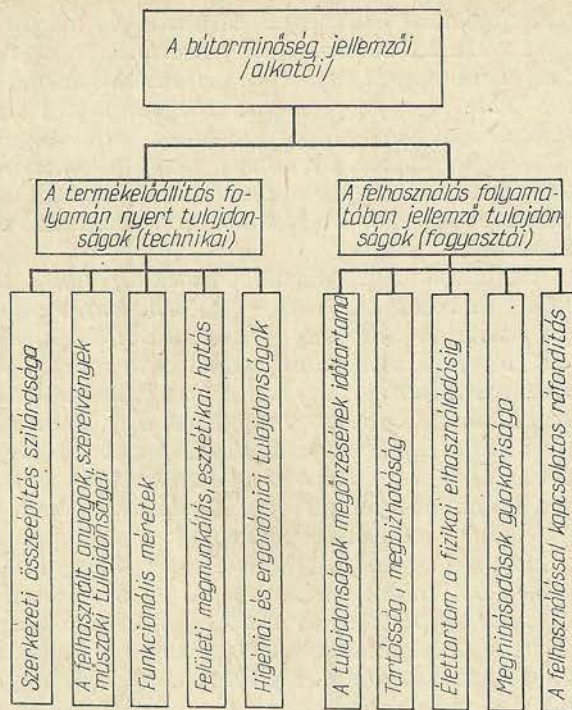 A bútorminőség jellemzői
/alkotói/
A termékelőállítás fo-
lyamán nyert tulajdon-
ságok (technikai)
A felhasználás folyama-
tában jellemző tulajdon-
ságok (fogyasztói)
Szerkezeti összeépítés szilárdsága
A felhasznált anyagok, szerelvények
műszaki tulajdonságai
Funkcionális méretek
Felületi megmunkálás, esztétikai hatás
Higéniai és ergonómiai tulajdonságok
A tulajdonságok megőrzésének időtartama
Tartósság, megbízhatóság
Élettartam a fizikai elhasználódásig
Meghibásodások gyakorisága
A felhasználással kapcsolatos ráfordítás